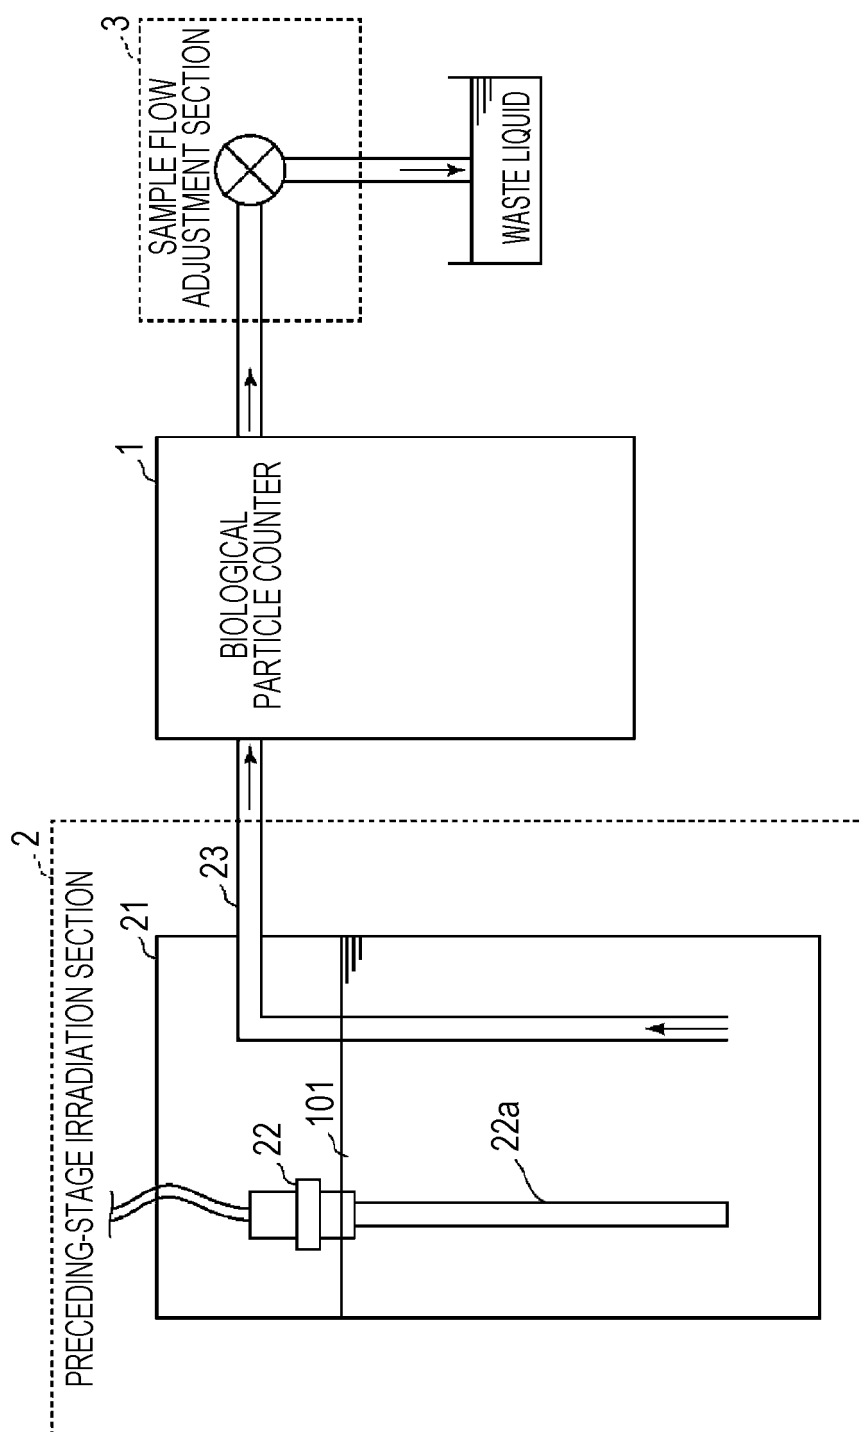 2
PRECEDING-STAGE IRRADIATION SECTION
21
22
101
22a
23
1
BIOLOGICAL
PARTICLE COUNTER
3
SAMPLE FLOW
ADJUSTMENT SECTION
WASTE LIQUID